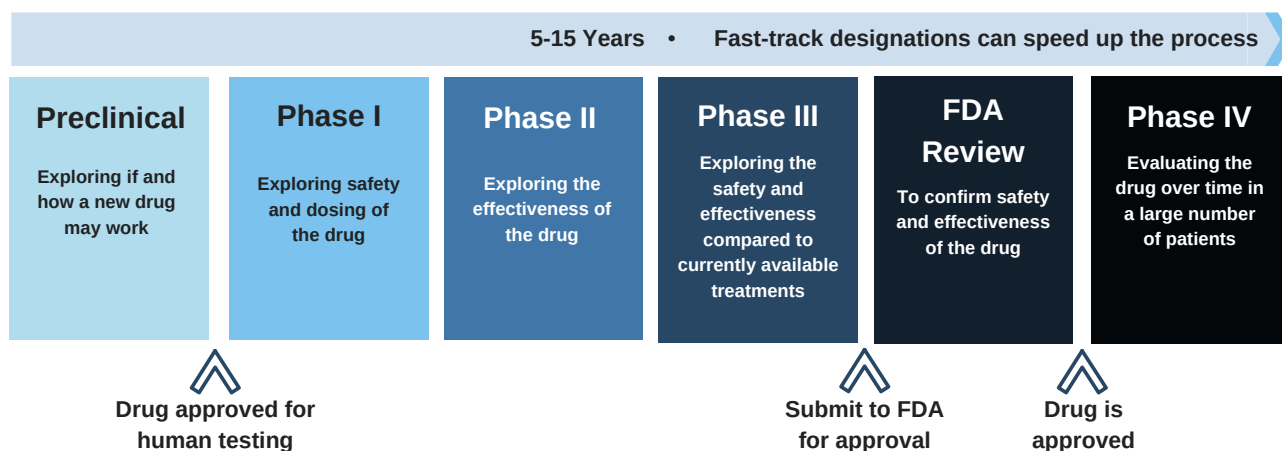 5-15 Years • Fast-track designations can speed up the process
Preclinical
Exploring if and
how a new drug
may work
Phase I
Exploring safety
and dosing of
the drug
Phase II
Exploring the
effectiveness of
the drug
Phase III
Exploring the
safety and
effectiveness
compared to
currently available
treatments
FDA
Review
To confirm safety
and effectiveness
of the drug
Phase IV
Evaluating the
drug over time in
a large number
of patients
Drug approved for
human testing
Submit to FDA
for approval
Drug is
approved